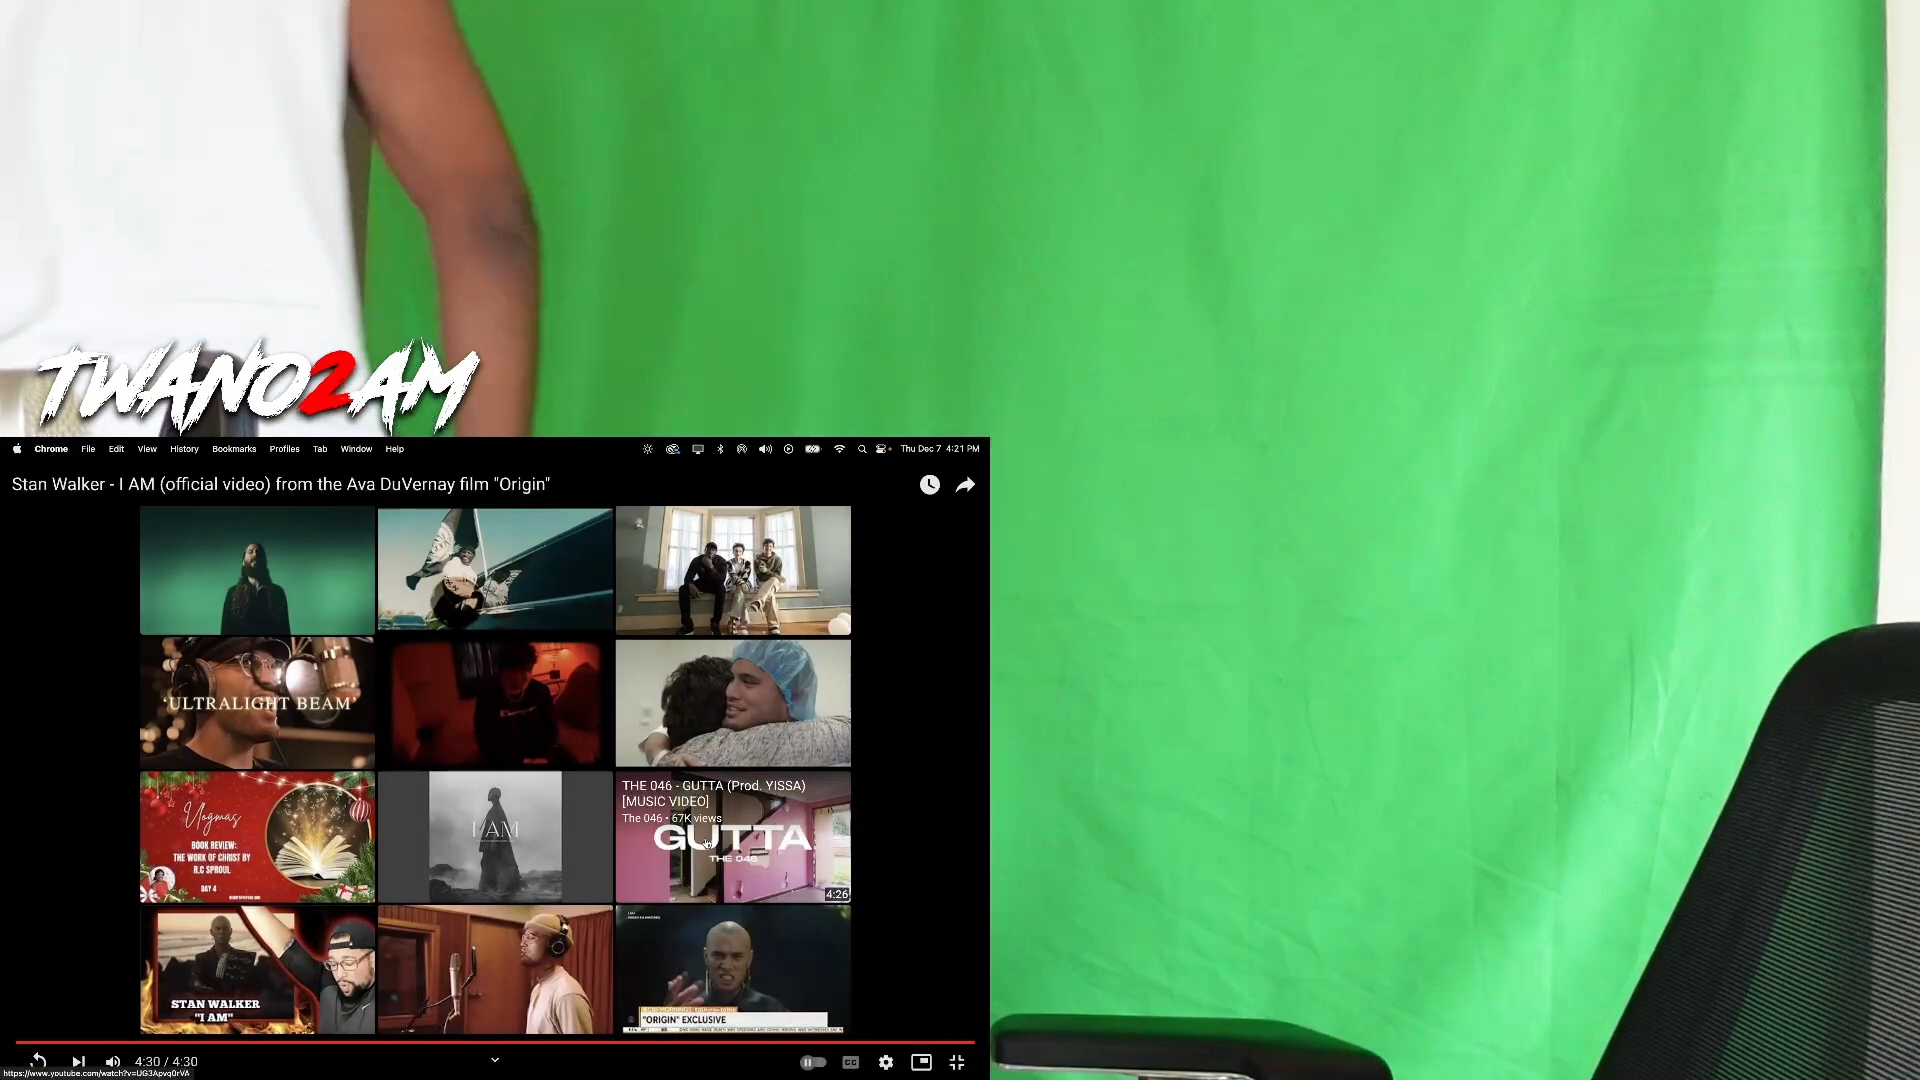 TWANO2AM
Chrome File Edit View History Bookmarks Profiles Tab Window Help
Thu Dec 7 4:21 PM
Stan Walker - I AM (official video) from the Ava DuVernay film "Origin"
'ULTRALIGHT BEAM'
Vlogmas
BOOK REVIEW:
THE WORK OF CHRIST BY
R.C SPROUL
DAY 4
I AM
THE 046 - GUTTA (Prod. YISSA)
[MUSIC VIDEO]
The 046 • 67K views
GUTTA
THE 046
4:26
STAN WALKER
"I AM"
"ORIGIN" EXCLUSIVE
4:30 / 4:30
CC
https://www.youtube.com/watch?v=UG3Apvq0rVA